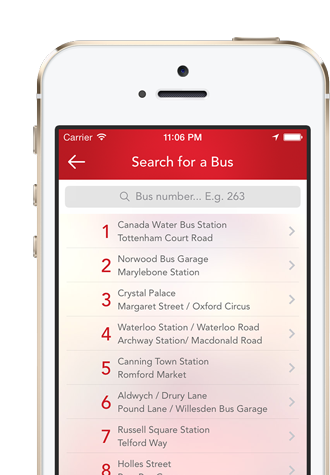 Carrier 11:06 PM
Search for a Bus
Bus number... E.g. 263
1 Canada Water Bus Station
Tottenham Court Road
2 Norwood Bus Garage
Marylebone Station
3 Crystal Palace
Margaret Street / Oxford Circus
4 Waterloo Station / Waterloo Road
Archway Station/ Macdonald Road
5 Canning Town Station
Romford Market
6 Aldwych / Drury Lane
Pound Lane / Willesden Bus Garage
7 Russell Square Station
Telford Way
8 Holles Street